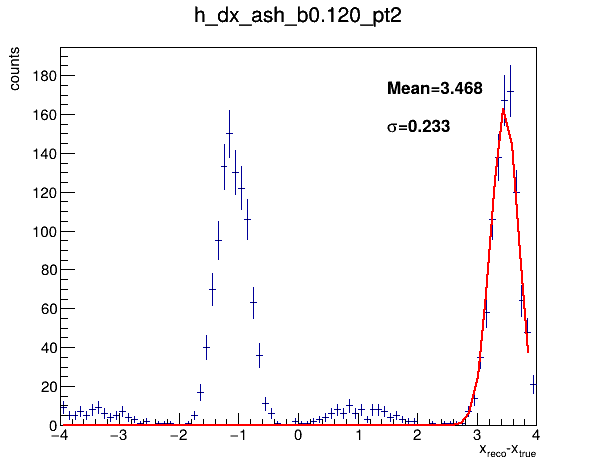 h_dx_ash_b0.120_pt2
counts
Mean=3.468
σ=0.233
180
160
140
120
100
80
60
40
20
0
−4 −3 −2 −1 0 1 2 3 4
x_reco-x_true